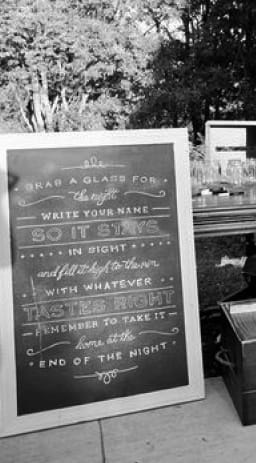 GRAB A GLASS FOR
the night
WRITE YOUR NAME
SO IT STAYS
IN SIGHT
and fill it high to the rim
WITH WHATEVER
TASTES RIGHT
REMEMBER TO TAKE IT
home at the
END OF THE NIGHT